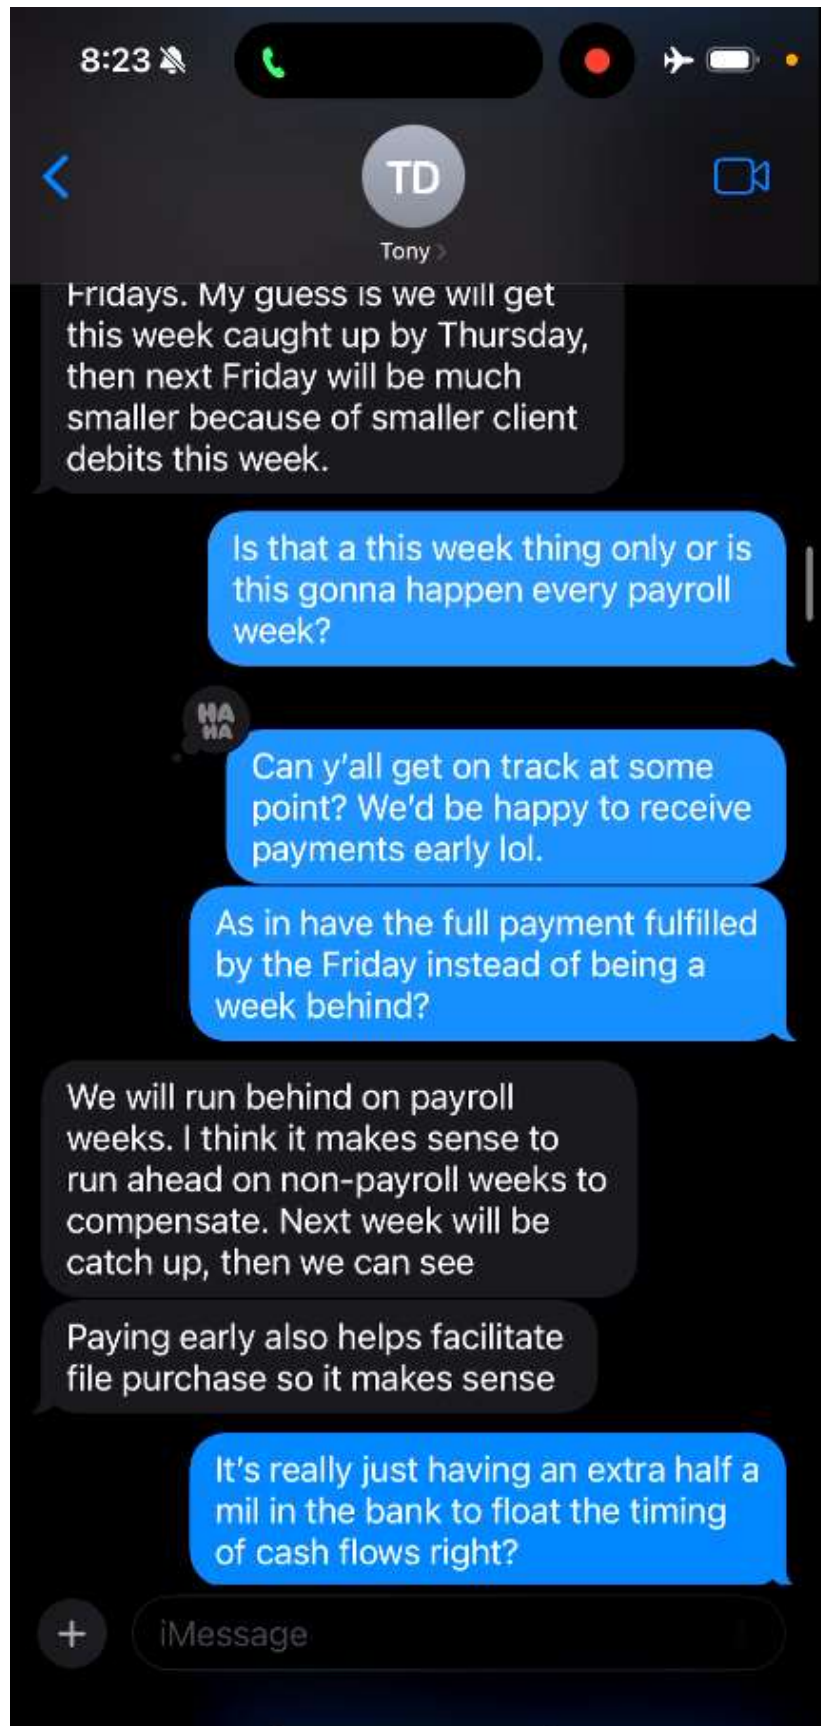 8:23
TD
Tony
Fridays. My guess is we will get
this week caught up by Thursday,
then next Friday will be much
smaller because of smaller client
debits this week.
Is that a this week thing only or is
this gonna happen every payroll
week?
HA
HA
Can y'all get on track at some
point? We'd be happy to receive
payments early lol.
As in have the full payment fulfilled
by the Friday instead of being a
week behind?
We will run behind on payroll
weeks. I think it makes sense to
run ahead on non-payroll weeks to
compensate. Next week will be
catch up, then we can see
Paying early also helps facilitate
file purchase so it makes sense
It's really just having an extra half a
mil in the bank to float the timing
of cash flows right?
iMessage